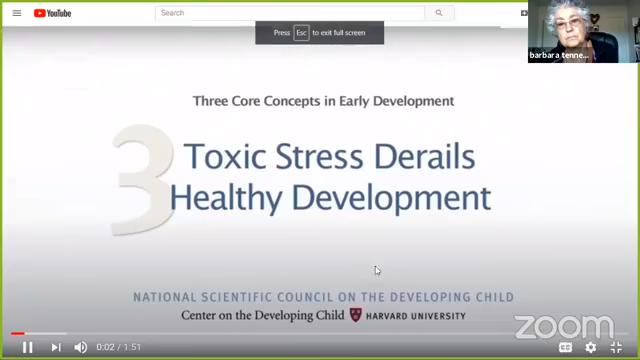 YouTube
Search
Press Esc to exit full screen
barbara tenne...
Three Core Concepts in Early Development
3
Toxic Stress Derails
Healthy Development
NATIONAL SCIENTIFIC COUNCIL ON THE DEVELOPING CHILD
Center on the Developing Child HARVARD UNIVERSITY
zoom
0:02 / 1:51
CC